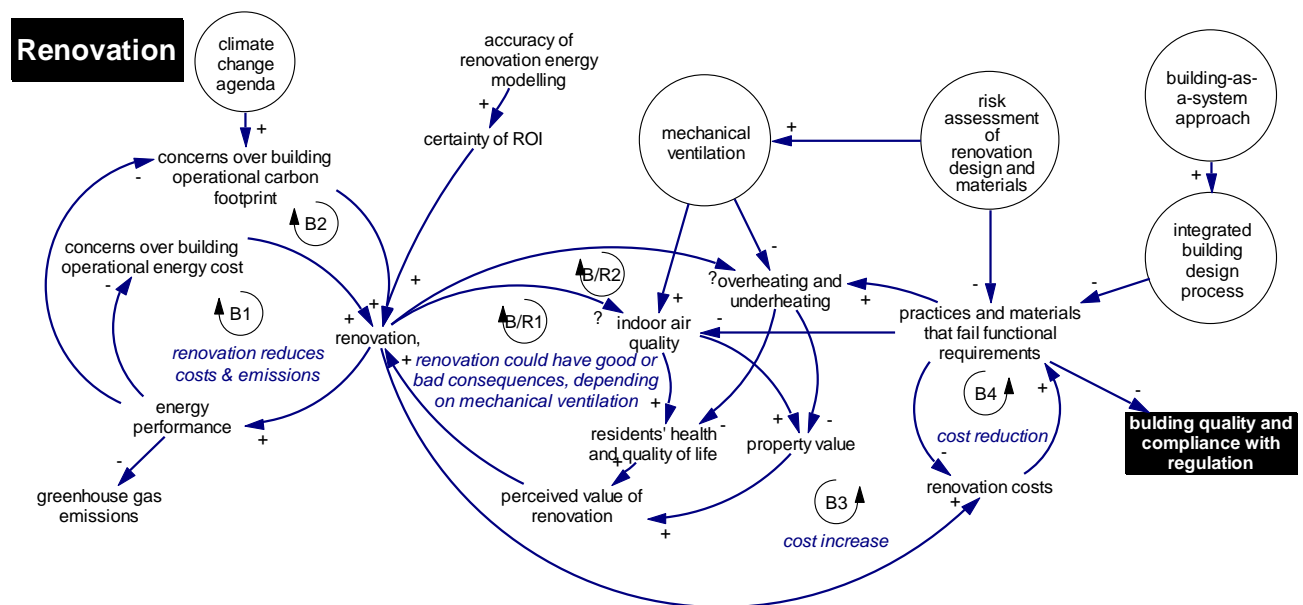 Renovation
climate
change
agenda
accuracy of
renovation energy
modelling
+
certainty of ROI
+
concerns over building
operational carbon
footprint
-
B2
concerns over building
operational energy cost
-
B1
renovation reduces
costs & emissions
+
+
+
renovation,
+
energy
performance
+
-
greenhouse gas
emissions
mechanical
ventilation
+
risk
assessment
of
renovation
design and
materials
building-as-
a-system
approach
+
integrated
building
design
process
-
B/R2
B/R1
?
?
-
overheating and
underheating
+
+
indoor air
quality
-
-
practices and materials
that fail functional
requirements
renovation could have good or
bad consequences, depending
on mechanical ventilation
+
-
residents' health
and quality of life
+
-
property value
+
perceived value of
renovation
+
B4
cost reduction
+
-
renovation costs
+
B3
cost increase
-
bulding quality and
compliance with
regulation